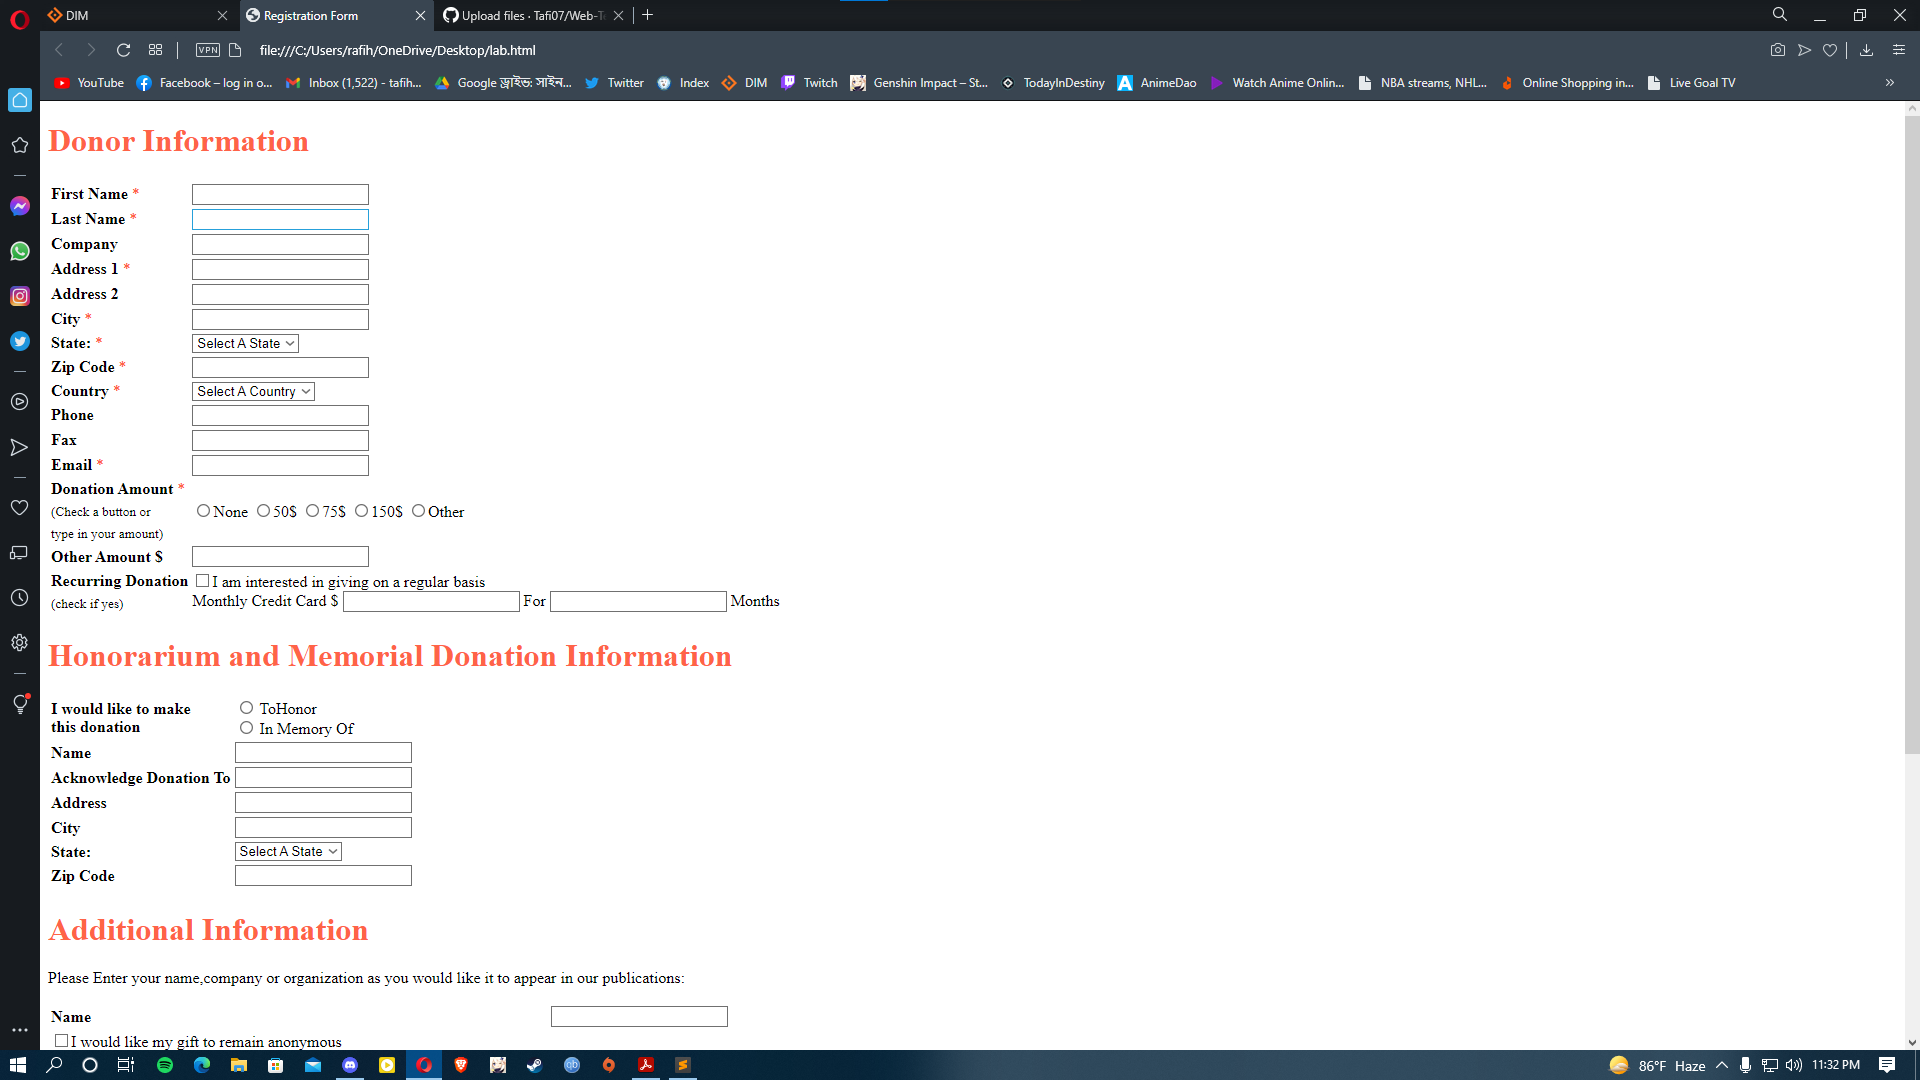 DIM
Registration Form
Upload files · Tafi07/Web-T
VPN
file:///C:/Users/rafih/OneDrive/Desktop/lab.html
YouTube
Facebook – log in o...
Inbox (1,522) - tafih...
Google ড্রাইভ: সাইন...
Twitter
Index
DIM
Twitch
Genshin Impact – St...
TodayInDestiny
AnimeDao
Watch Anime Onlin...
NBA streams, NHL...
Online Shopping in...
Live Goal TV
Donor Information
First Name *
Last Name *
Company
Address 1 *
Address 2
City *
State: * Select A State
Zip Code *
Country * Select A Country
Phone
Fax
Email *
Donation Amount *
(Check a button or None 50$ 75$ 150$ Other
type in your amount)
Other Amount $
Recurring Donation I am interested in giving on a regular basis
(check if yes) Monthly Credit Card $ For Months
Honorarium and Memorial Donation Information
I would like to make ToHonor
this donation In Memory Of
Name
Acknowledge Donation To
Address
City
State: Select A State
Zip Code
Additional Information
Please Enter your name,company or organization as you would like it to appear in our publications:
Name
I would like my gift to remain anonymous
86°F Haze
11:32 PM